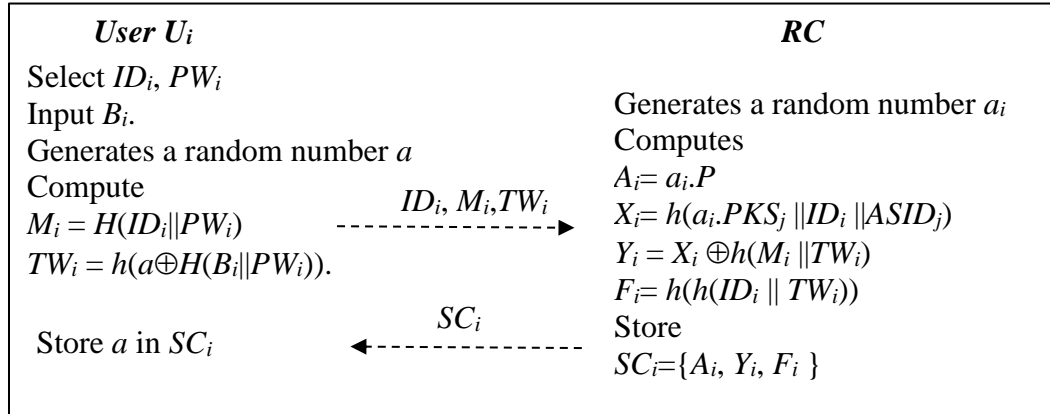 User Uᵢ
Select IDᵢ, PWᵢ
Input Bᵢ.
Generates a random number a
Compute
Mᵢ = H(IDᵢ||PWᵢ)
TWᵢ = h(a⊕H(Bᵢ||PWᵢ)).
Store a in SCᵢ
IDᵢ, Mᵢ,TWᵢ
SCᵢ
RC
Generates a random number aᵢ
Computes
Aᵢ= aᵢ.P
Xᵢ= h(aᵢ.PKSⱼ ||IDᵢ ||ASIDⱼ)
Yᵢ = Xᵢ ⊕h(Mᵢ ||TWᵢ)
Fᵢ= h(h(IDᵢ || TWᵢ))
Store
SCᵢ={Aᵢ, Yᵢ, Fᵢ }